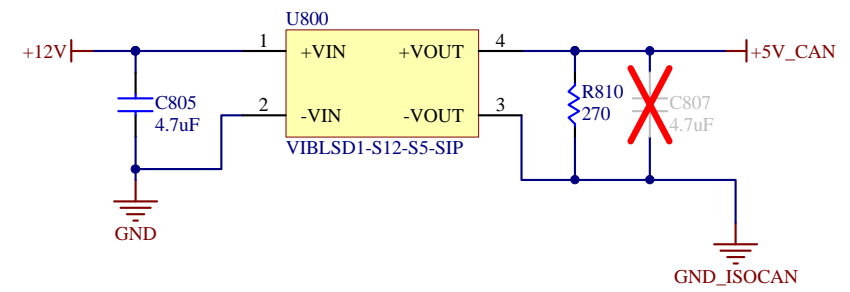 U800
+12V
1
+VIN
+VOUT
4
+5V_CAN
C805
4.7uF
2
-VIN
-VOUT
3
R810
270
C807
4.7uF
VIBLSD1-S12-S5-SIP
GND
GND_ISOCAN